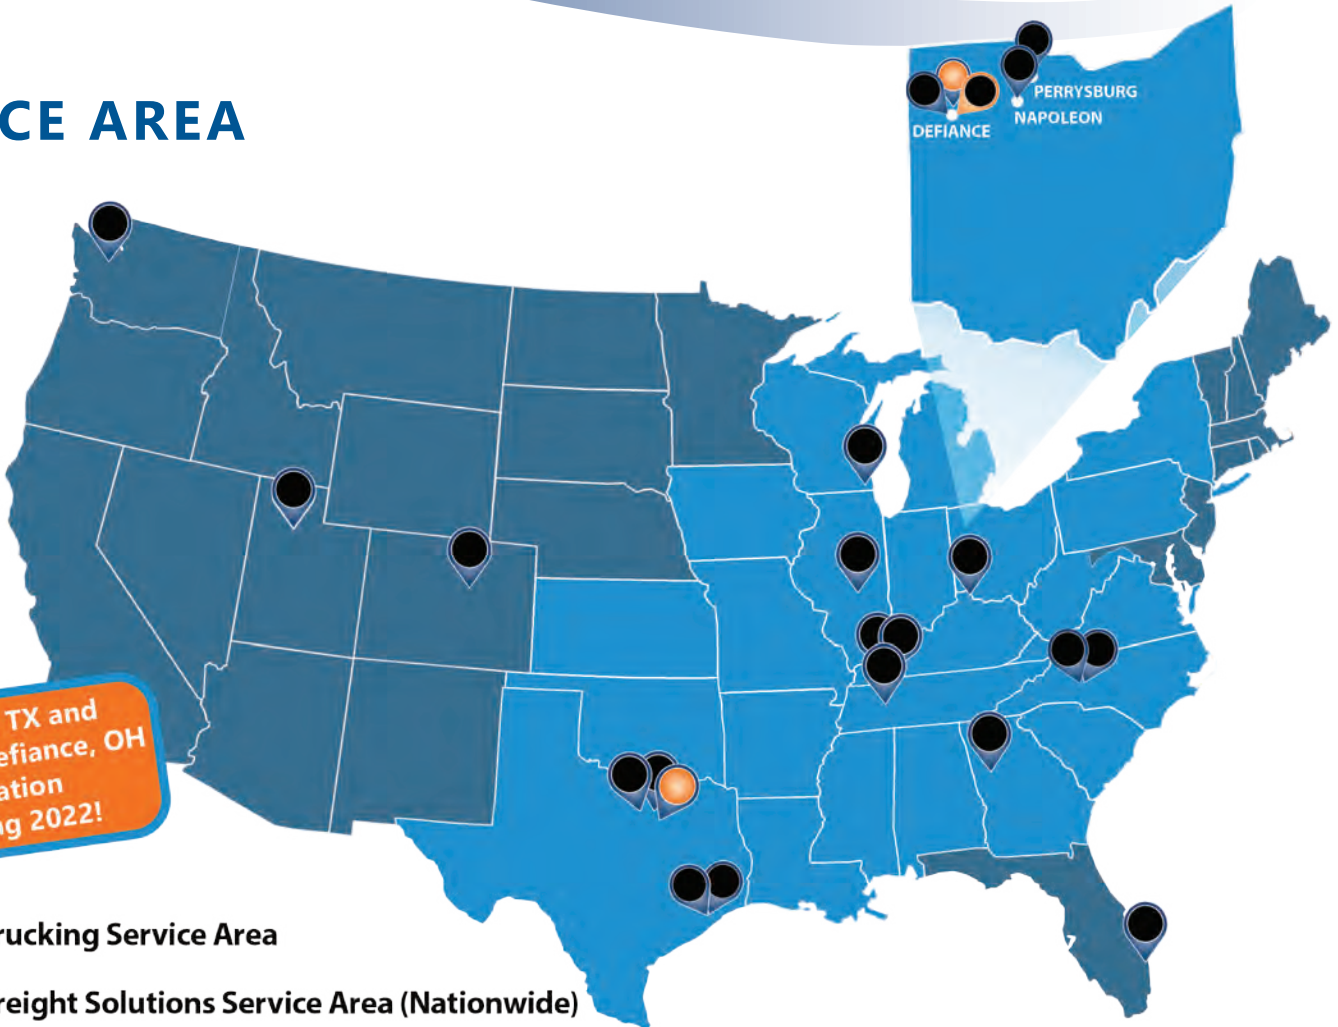 CE AREA
PERRYSBURG
NAPOLEON
DEFIANCE
TX and
efiance, OH
ation
ng 2022!
rucking Service Area
reight Solutions Service Area (Nationwide)